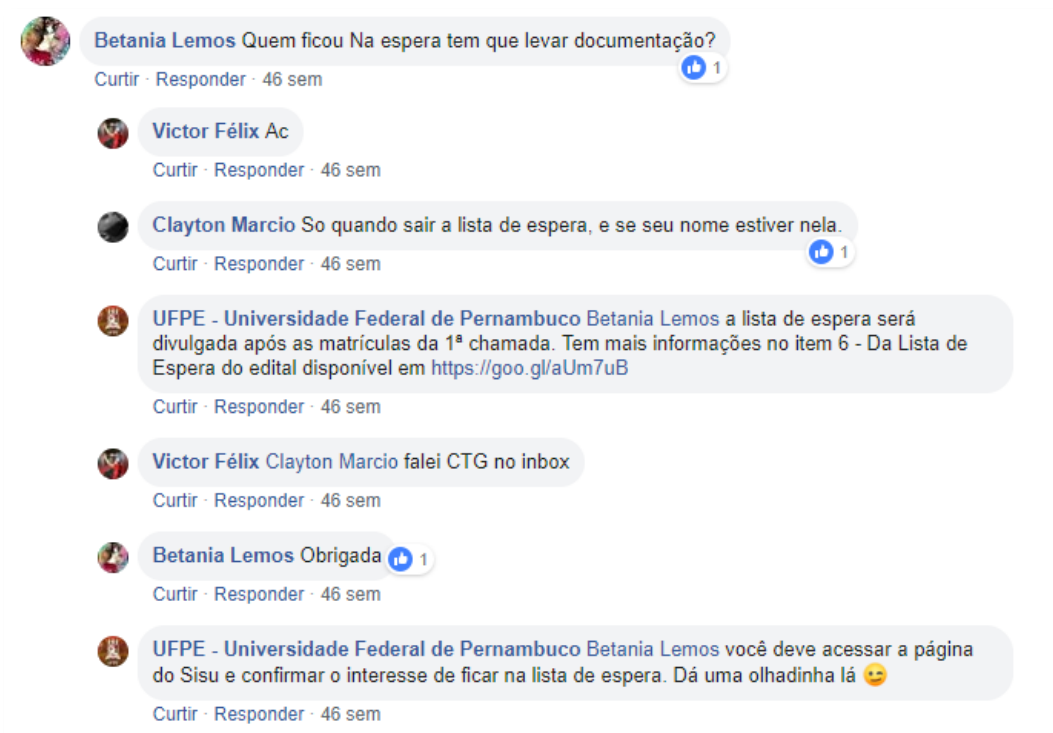 Betania Lemos Quem ficou Na espera tem que levar documentação?
1
Curtir · Responder · 46 sem
Victor Félix Ac
Curtir · Responder · 46 sem
Clayton Marcio So quando sair a lista de espera, e se seu nome estiver nela.
1
Curtir · Responder · 46 sem
UFPE - Universidade Federal de Pernambuco Betania Lemos a lista de espera será
divulgada após as matrículas da 1ª chamada. Tem mais informações no item 6 - Da Lista de
Espera do edital disponível em https://goo.gl/aUm7uB
Curtir · Responder · 46 sem
Victor Félix Clayton Marcio falei CTG no inbox
Curtir · Responder · 46 sem
Betania Lemos Obrigada 1
Curtir · Responder · 46 sem
UFPE - Universidade Federal de Pernambuco Betania Lemos você deve acessar a página
do Sisu e confirmar o interesse de ficar na lista de espera. Dá uma olhadinha lá 😉
Curtir · Responder · 46 sem